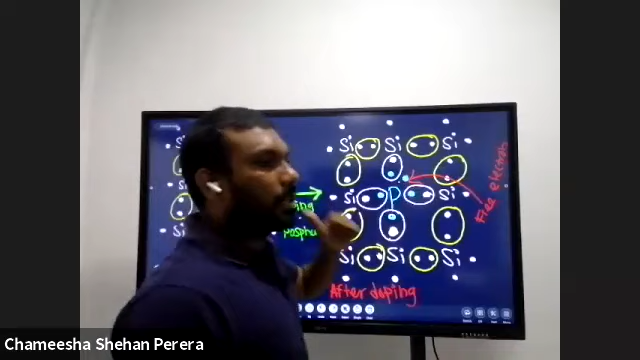 Si Si Si
Si P Si
Si Si Si
Free electron
After doping
Chameesha Shehan Perera